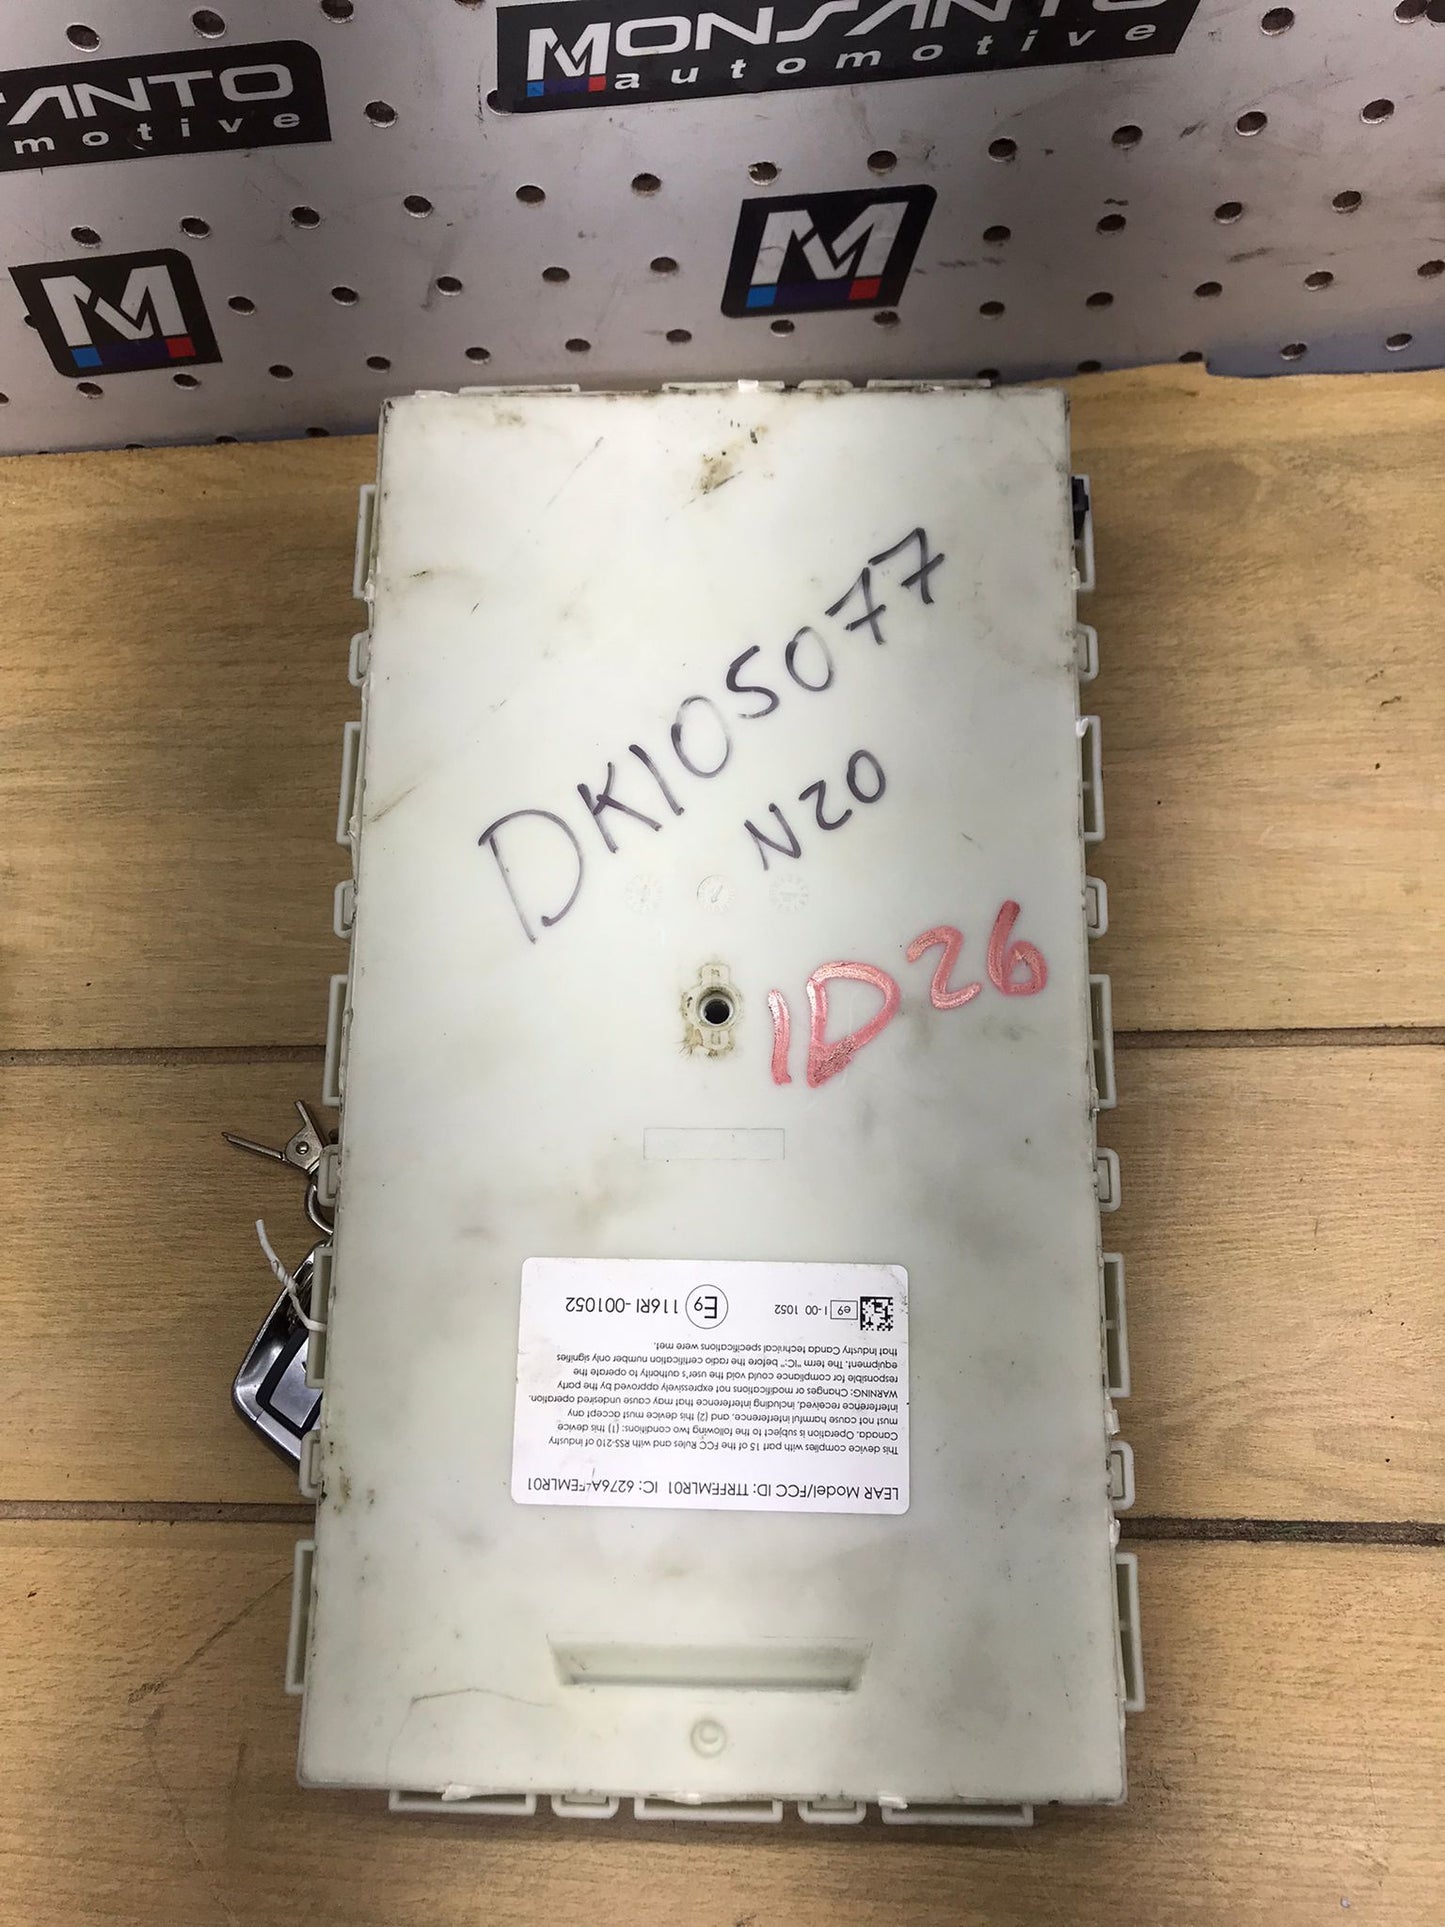 MONSANTO
automotive
SANTO
motive
M
M
DK105077
N20
1D26
LEAR Model/FCC ID: TTRFEMLR01 IC: 6276A-FEMLR01
This device complies with part 15 of the FCC Rules and with RSS-210 of Industry
Canada. Operation is subject to the following two conditions: (1) this device
must not cause harmful interference, and (2) this device must accept any
interference received, including interference that may cause undesired operation.
WARNING: Changes or modifications not expressively approved by the party
responsible for compliance could void the user's authority to operate the
equipment. The term "IC:" before the radio certification number only signifies
that Industry Canda technical specifications were met.
e9 1-00 1052 E9 116RI-001052